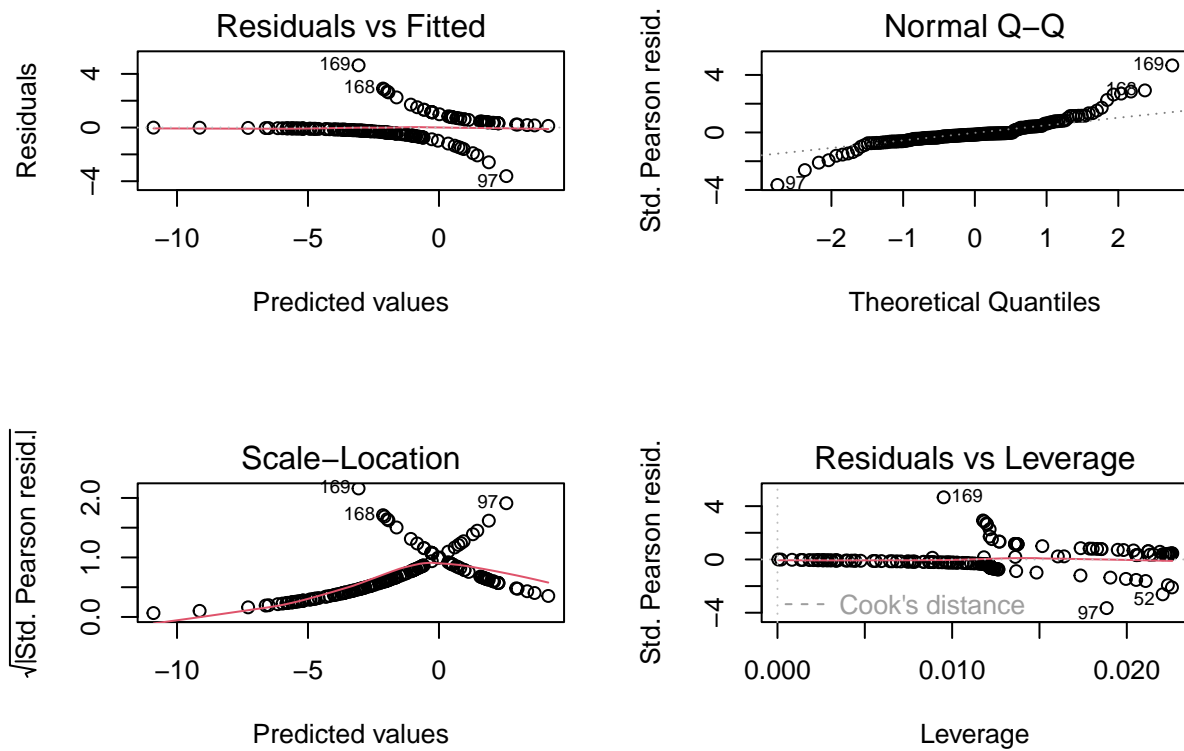 Residuals vs Fitted
Residuals
4
0
−4
169
168
97
−10
−5
0
Predicted values
Normal Q−Q
Std. Pearson resid.
4
0
−4
169
168
97
−2
−1
0
1
2
Theoretical Quantiles
Scale−Location
√|Std. Pearson resid.|
2.0
1.0
0.0
169
168
97
−10
−5
0
Predicted values
Residuals vs Leverage
Std. Pearson resid.
4
0
−4
169
52
97
Cook's distance
0.000
0.010
0.020
Leverage